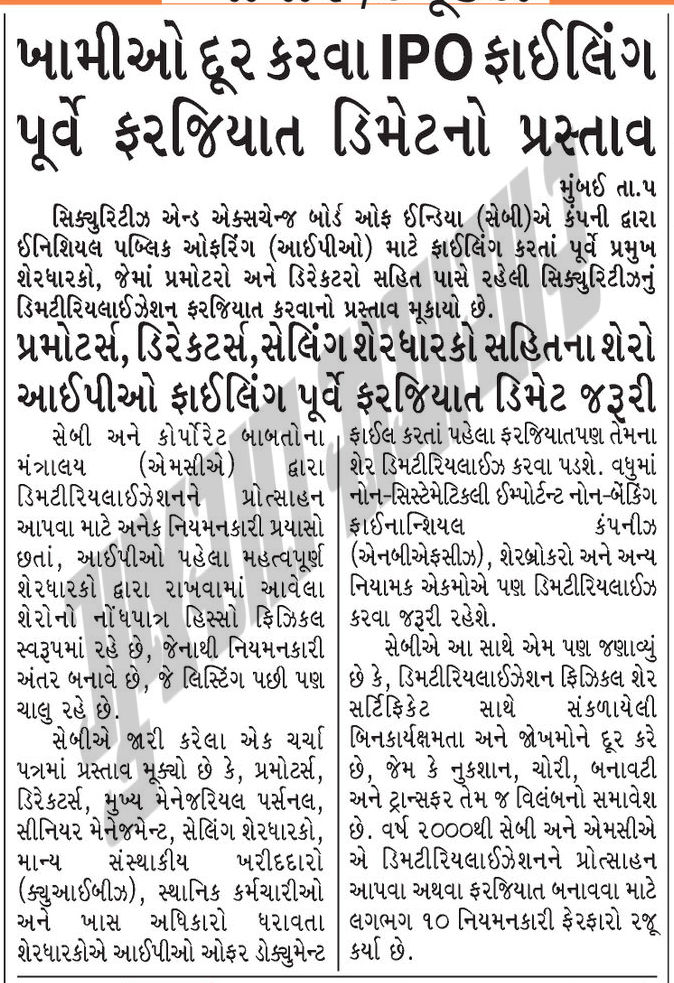 ખામીઓ દૂર કરવા IPO ફાઈલિંગ
પૂર્વે ફરજિયાત ડિમેટનો પ્રસ્તાવ
મુંબઈ તા.૫
સિક્યુરિટીઝ એન્ડ એક્સચેન્જ બોર્ડ ઓફ ઈન્ડિયા (સેબી)એ કંપની દ્વારા
ઈનિશિયલ પબ્લિક ઓફરિંગ (આઈપીઓ) માટે ફાઈલિંગ કરતાં પૂર્વે પ્રમુખ
શેરધારકો, જેમાં પ્રમોટરો અને ડિરેક્ટરો સહિત પાસે રહેલી સિક્યુરિટીઝનું
ડિમટીરિયલાઈઝેશન ફરજિયાત કરવાનો પ્રસ્તાવ મૂકાયો છે.
પ્રમોટર્સ, ડિરેક્ટર્સ, સેલિંગ શેરધારકો સહિતના શેરો
આઈપીઓ ફાઈલિંગ પૂર્વે ફરજિયાત ડિમેટ જરૂરી
સેબી અને કોર્પોરેટ બાબતોના
મંત્રાલય (એમસીએ) દ્વારા
ડિમટીરિયલાઈઝેશનને પ્રોત્સાહન
આપવા માટે અનેક નિયમનકારી પ્રયાસો
છતાં, આઈપીઓ પહેલા મહત્વપૂર્ણ
શેરધારકો દ્વારા રાખવામાં આવેલા
શેરોનો નોંધપાત્ર હિસ્સો ફિઝિકલ
સ્વરૂપમાં રહે છે, જેનાથી નિયમનકારી
અંતર બનાવે છે, જે લિસ્ટિંગ પછી પણ
ચાલુ રહે છે.
સેબીએ જારી કરેલા એક ચર્ચા
પત્રમાં પ્રસ્તાવ મૂક્યો છે કે, પ્રમોટર્સ,
ડિરેક્ટર્સ, મુખ્ય મેનેજરિયલ પર્સનલ,
સીનિયર મેનેજમેન્ટ, સેલિંગ શેરધારકો,
માન્ય સંસ્થાકીય ખરીદદારો
(ક્યુઆઈબીઝ), સ્થાનિક કર્મચારીઓ
અને ખાસ અધિકારો ધરાવતા
શેરધારકોએ આઈપીઓ ઓફર ડોક્યુમેન્ટ
ફાઈલ કરતાં પહેલા ફરજિયાતપણ તેમના
શેર ડિમટીરિયલાઈઝ કરવા પડશે. વધુમાં
નોન-સિસ્ટેમેટિકલી ઈમ્પોર્ટન્ટ નોન-બેંકિંગ
ફાઈનાન્શિયલ કંપનીઝ
(એનબીએફસીઝ), શેરબ્રોકરો અને અન્ય
નિયામક એકમોએ પણ ડિમટીરિયલાઈઝ
કરવા જરૂરી રહેશે.
સેબીએ આ સાથે એમ પણ જણાવ્યું
છે કે, ડિમટીરિયલાઈઝેશન ફિઝિકલ શેર
સર્ટિફિકેટ સાથે સંકળાયેલી
બિનકાર્યક્ષમતા અને જોખમોને દૂર કરે
છે, જેમ કે નુકશાન, ચોરી, બનાવટી
અને ટ્રાન્સફર તેમ જ વિલંબનો સમાવેશ
છે. વર્ષ ૨૦૦૦થી સેબી અને એમસીએ
એ ડિમટીરિયલાઈઝેશનને પ્રોત્સાહન
આપવા અથવા ફરજિયાત બનાવવા માટે
લગભગ ૧૦ નિયમનકારી ફેરફારો રજૂ
કર્યા છે.